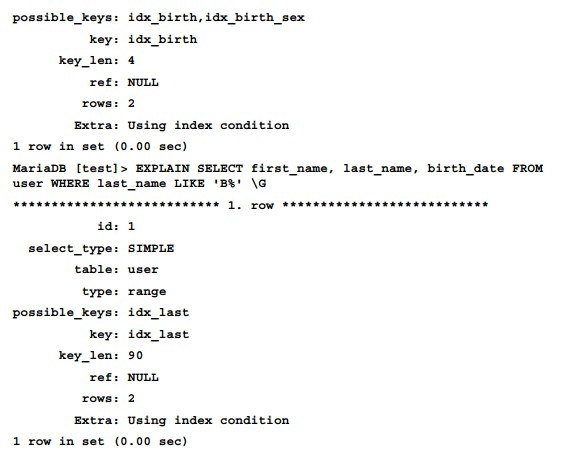 possible_keys: idx_birth,idx_birth_sex
key: idx_birth
key_len: 4
ref: NULL
rows: 2
Extra: Using index condition
1 row in set (0.00 sec)
MariaDB [test]> EXPLAIN SELECT first_name, last_name, birth_date FROM
user WHERE last_name LIKE 'B%' \G
*************************** 1. row ***************************
id: 1
select_type: SIMPLE
table: user
type: range
possible_keys: idx_last
key: idx_last
key_len: 90
ref: NULL
rows: 2
Extra: Using index condition
1 row in set (0.00 sec)